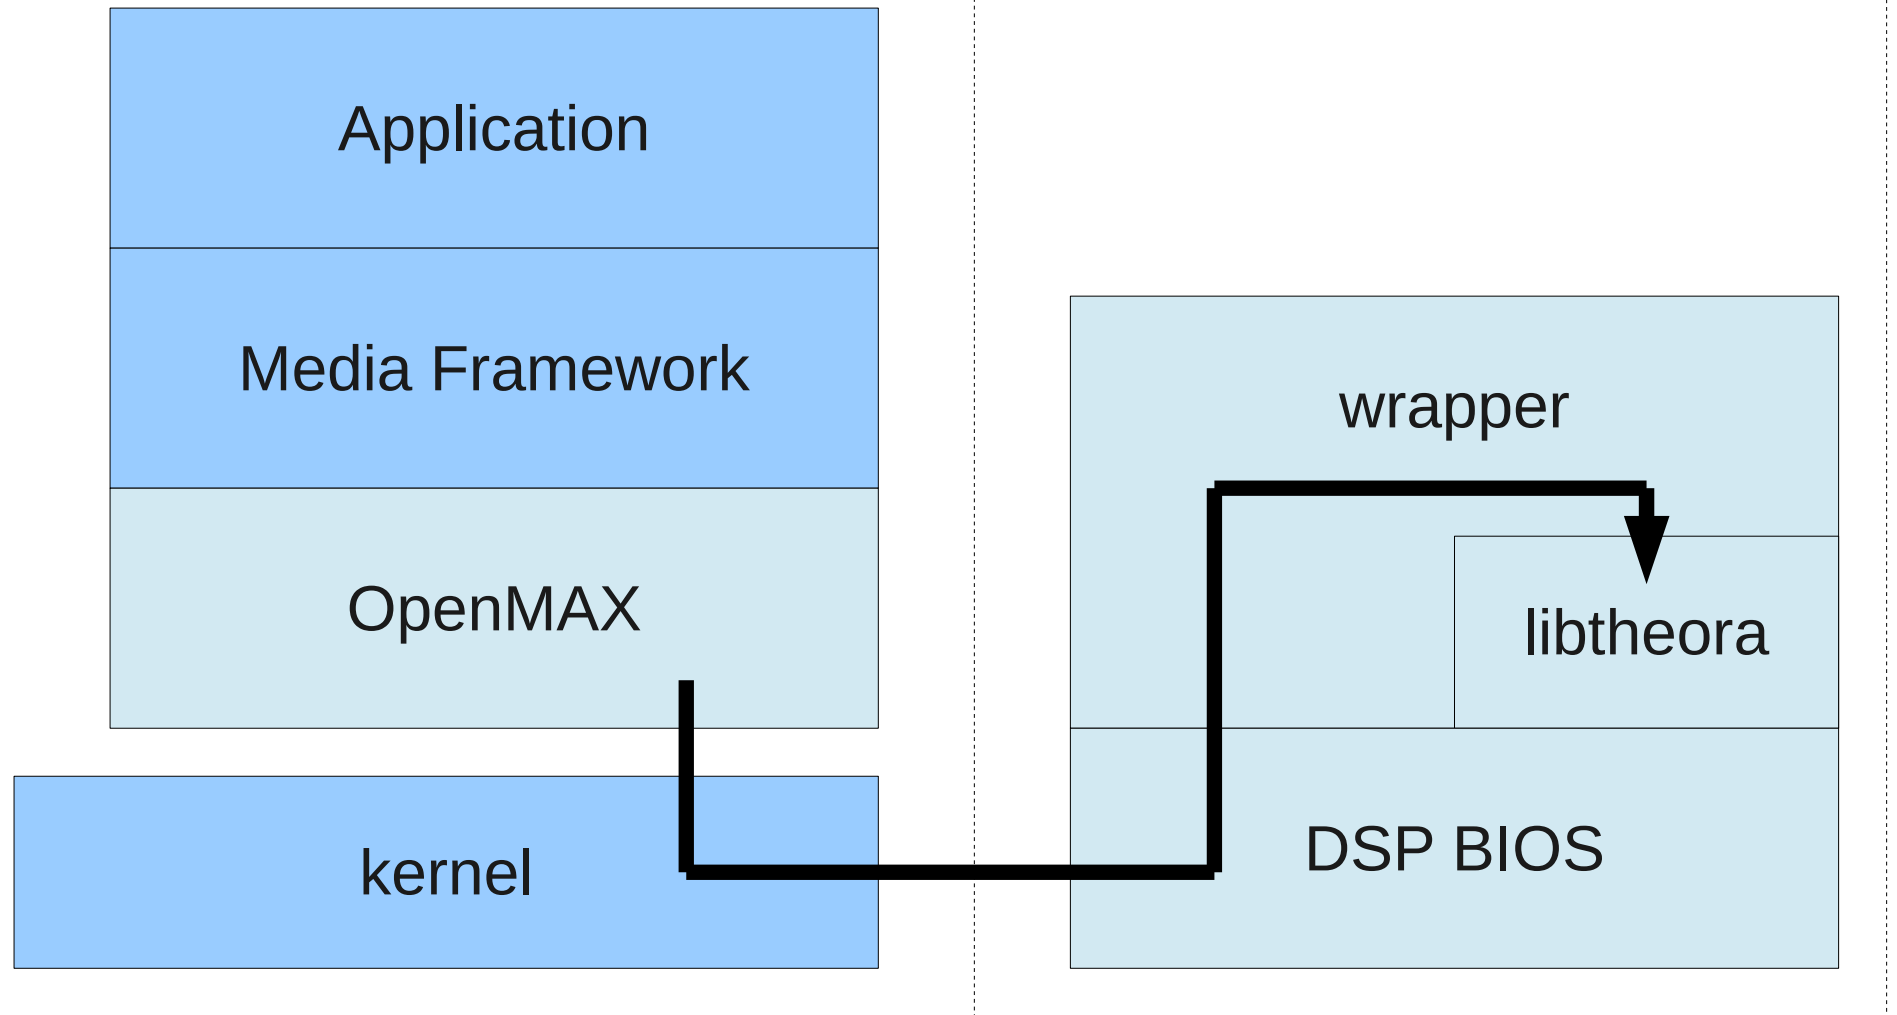 Application
Media Framework
OpenMAX
kernel
wrapper
libtheora
DSP BIOS